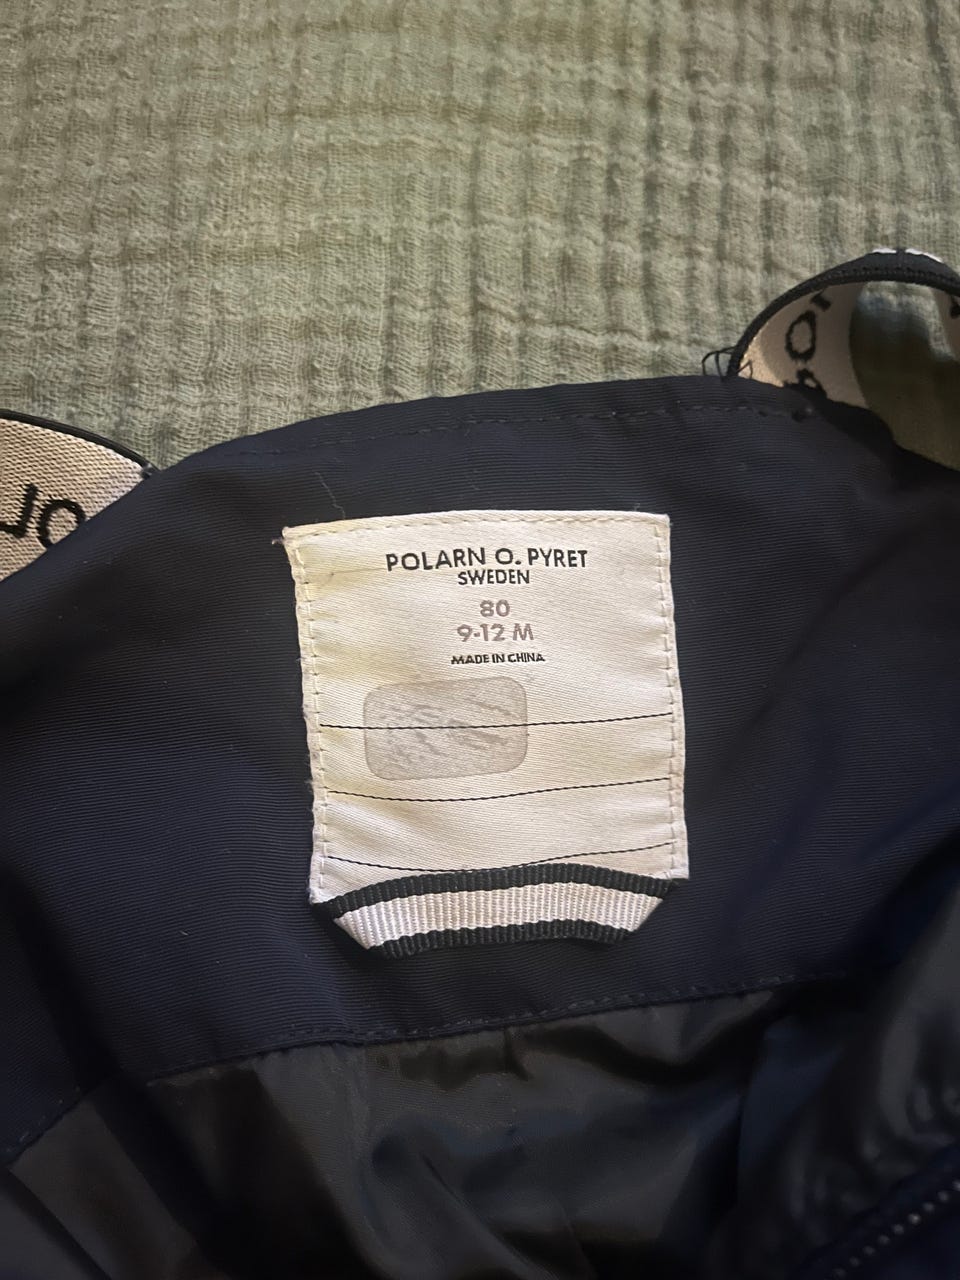 POLARN O. PYRET
SWEDEN
80
9-12 M
MADE IN CHINA